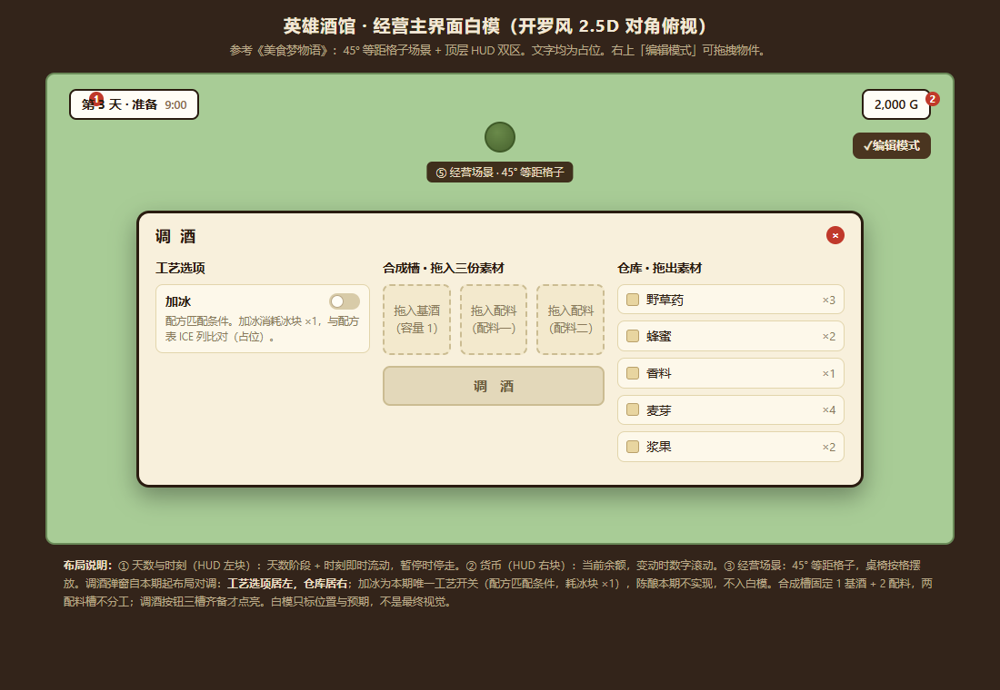 英雄酒馆 · 经营主界面白模（开罗风 2.5D 对角俯视）
参考《美食梦物语》：45° 等距格子场景 + 顶层 HUD 双区。文字均为占位。右上「编辑模式」可拖拽物件。
第 3 天 · 准备 9:00
1
2,000 G
2
✓编辑模式
⑤ 经营场景 · 45° 等距格子
调 酒
×
工艺选项
加冰
配方匹配条件。加冰消耗冰块 ×1，与配方
表 ICE 列比对（占位）。
合成槽 · 拖入三份素材
拖入基酒
(容量 1)
拖入配料
(配料一)
拖入配料
(配料二)
调 酒
仓库 · 拖出素材
野草药 ×3
蜂蜜 ×2
香料 ×1
麦芽 ×4
浆果 ×2
布局说明：① 天数与时刻（HUD 左块）：天数阶段 + 时刻即时流动，暂停时停走。② 货币（HUD 右块）：当前余额，变动时数字滚动。③ 经营场景：45° 等距格子，桌椅按格摆
放。调酒弹窗自本期起布局对调：工艺选项居左，仓库居右；加冰为本期唯一工艺开关（配方匹配条件，耗冰块 ×1），陈酿本期不实现，不入白模。合成槽固定 1 基酒 + 2 配料，两
配料槽不分工；调酒按钮三槽齐备才点亮。白模只标位置与预期，不是最终视觉。